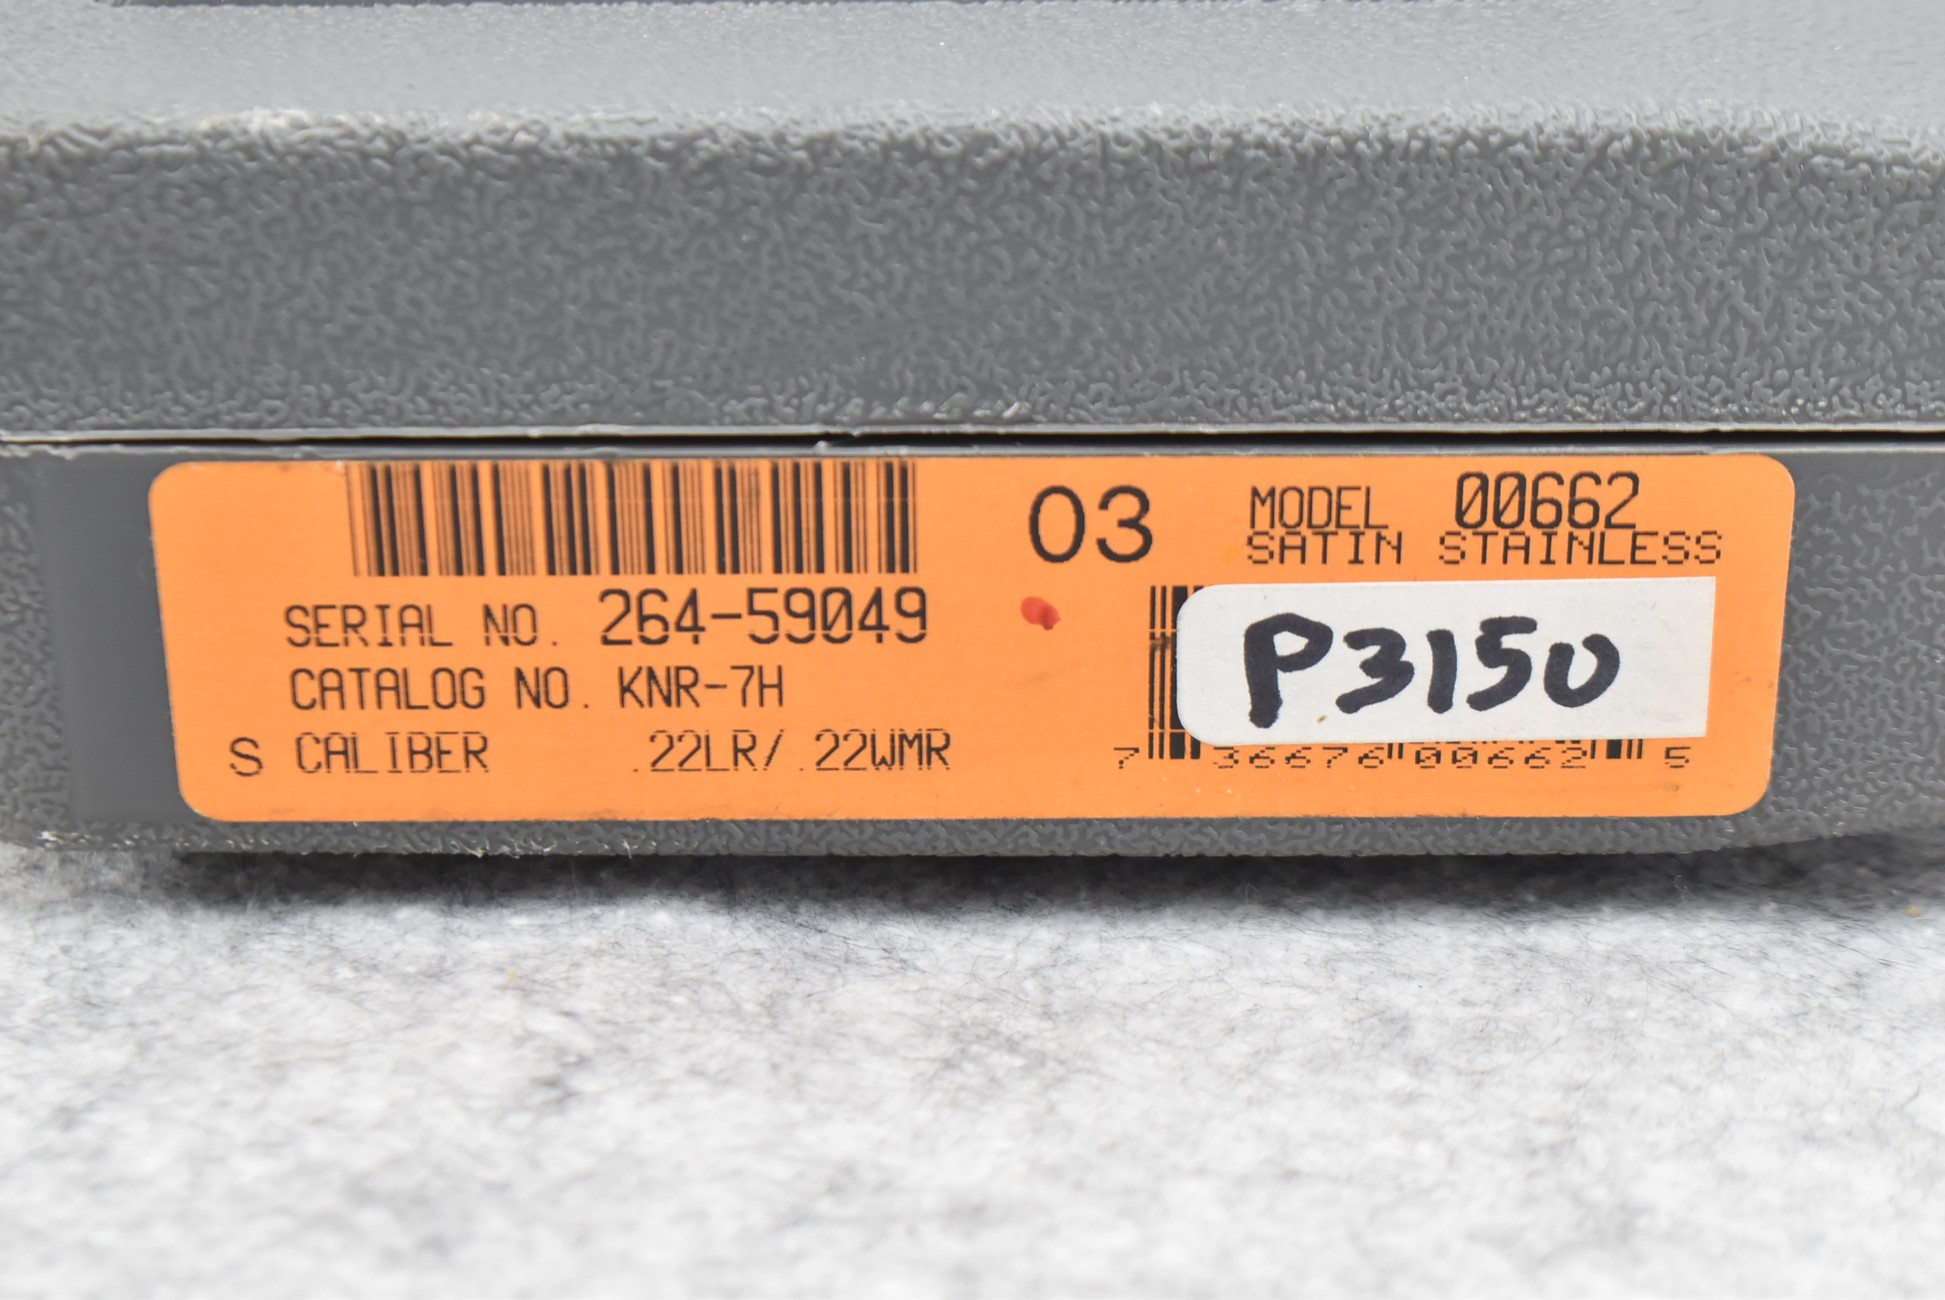 03
MODEL 00662
SATIN STAINLESS
SERIAL NO. 264-59049
CATALOG NO. KNR-7H
S CALIBER .22LR/ .22WMR
P3150
7 36676 00662 5